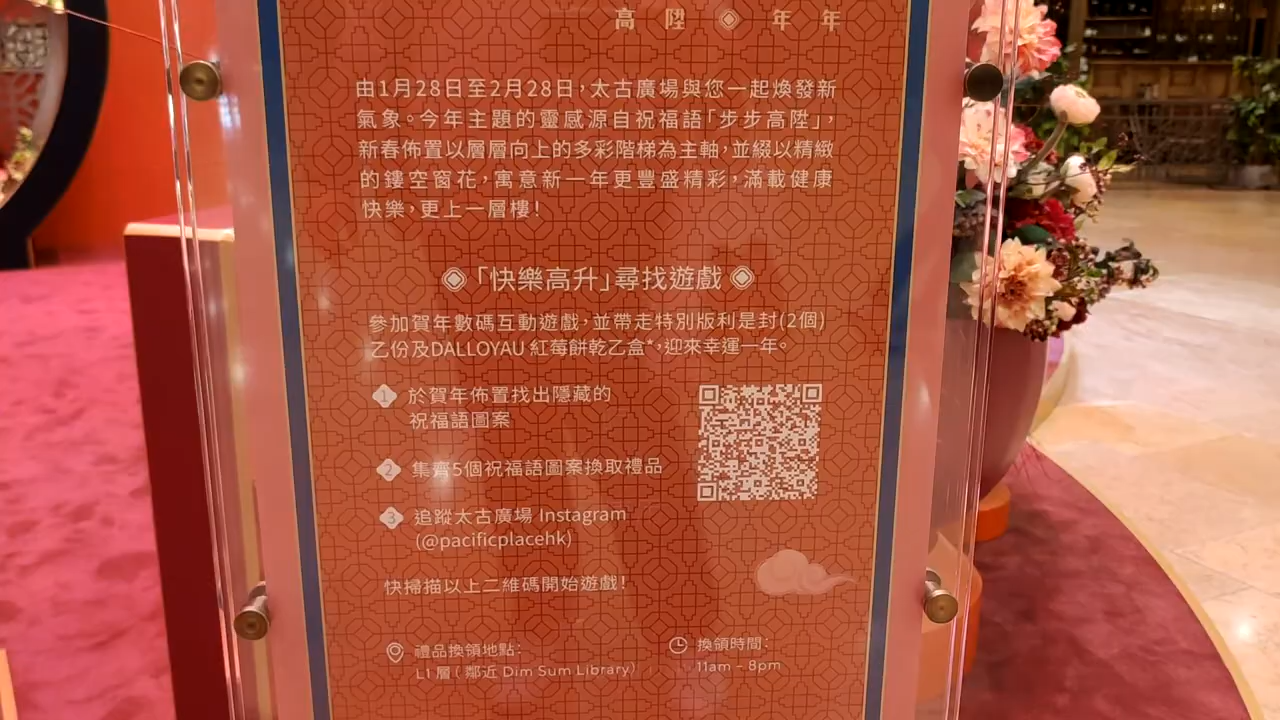 高陞 年年
由1月28日至2月28日，太古廣場與您一起煥發新
氣象。今年主題的靈感源自祝福語「步步高陞」，
新春佈置以層層向上的多彩階梯為主軸，並綴以精緻
的鏤空窗花，寓意新一年更豐盛精彩，滿載健康
快樂，更上一層樓！
「快樂高升」尋找遊戲
參加賀年數碼互動遊戲，並帶走特別版利是封(2個)
乙份及DALLOYAU 紅莓餅乾乙盒*，迎來幸運一年。
1 於賀年佈置找出隱藏的
祝福語圖案
2 集齊5個祝福語圖案換取禮品
3 追蹤太古廣場 Instagram
(@pacificplacehk)
快掃描以上二維碼開始遊戲！
禮品換領地點：
L1 層（鄰近 Dim Sum Library）
換領時間：
11am – 8pm